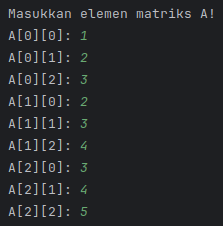 Masukkan elemen matriks A!
A[0][0]: 1
A[0][1]: 2
A[0][2]: 3
A[1][0]: 2
A[1][1]: 3
A[1][2]: 4
A[2][0]: 3
A[2][1]: 4
A[2][2]: 5